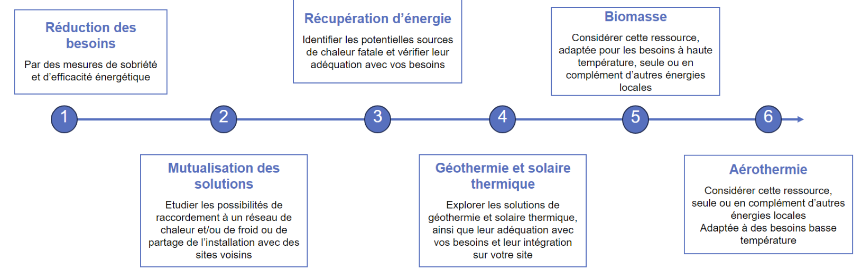 Réduction des
besoins
Par des mesures de sobriété
et d'efficacité énergétique
Récupération d'énergie
Identifier les potentielles sources
de chaleur fatale et vérifier leur
adéquation avec vos besoins
Biomasse
Considérer cette ressource,
adaptée pour les besoins à haute
température, seule ou en
complément d'autres énergies
locales
1
2
3
4
5
6
Mutualisation des
solutions
Etudier les possibilités de
raccordement à un réseau de
chaleur et/ou de froid ou de
partage de l'installation avec des
sites voisins
Géothermie et solaire
thermique
Explorer les solutions de
géothermie et solaire thermique,
ainsi que leur adéquation avec
vos besoins et leur intégration
sur votre site
Aérothermie
Considérer cette ressource,
seule ou en complément d'autres
énergies locales
Adaptée à des besoins basse
température